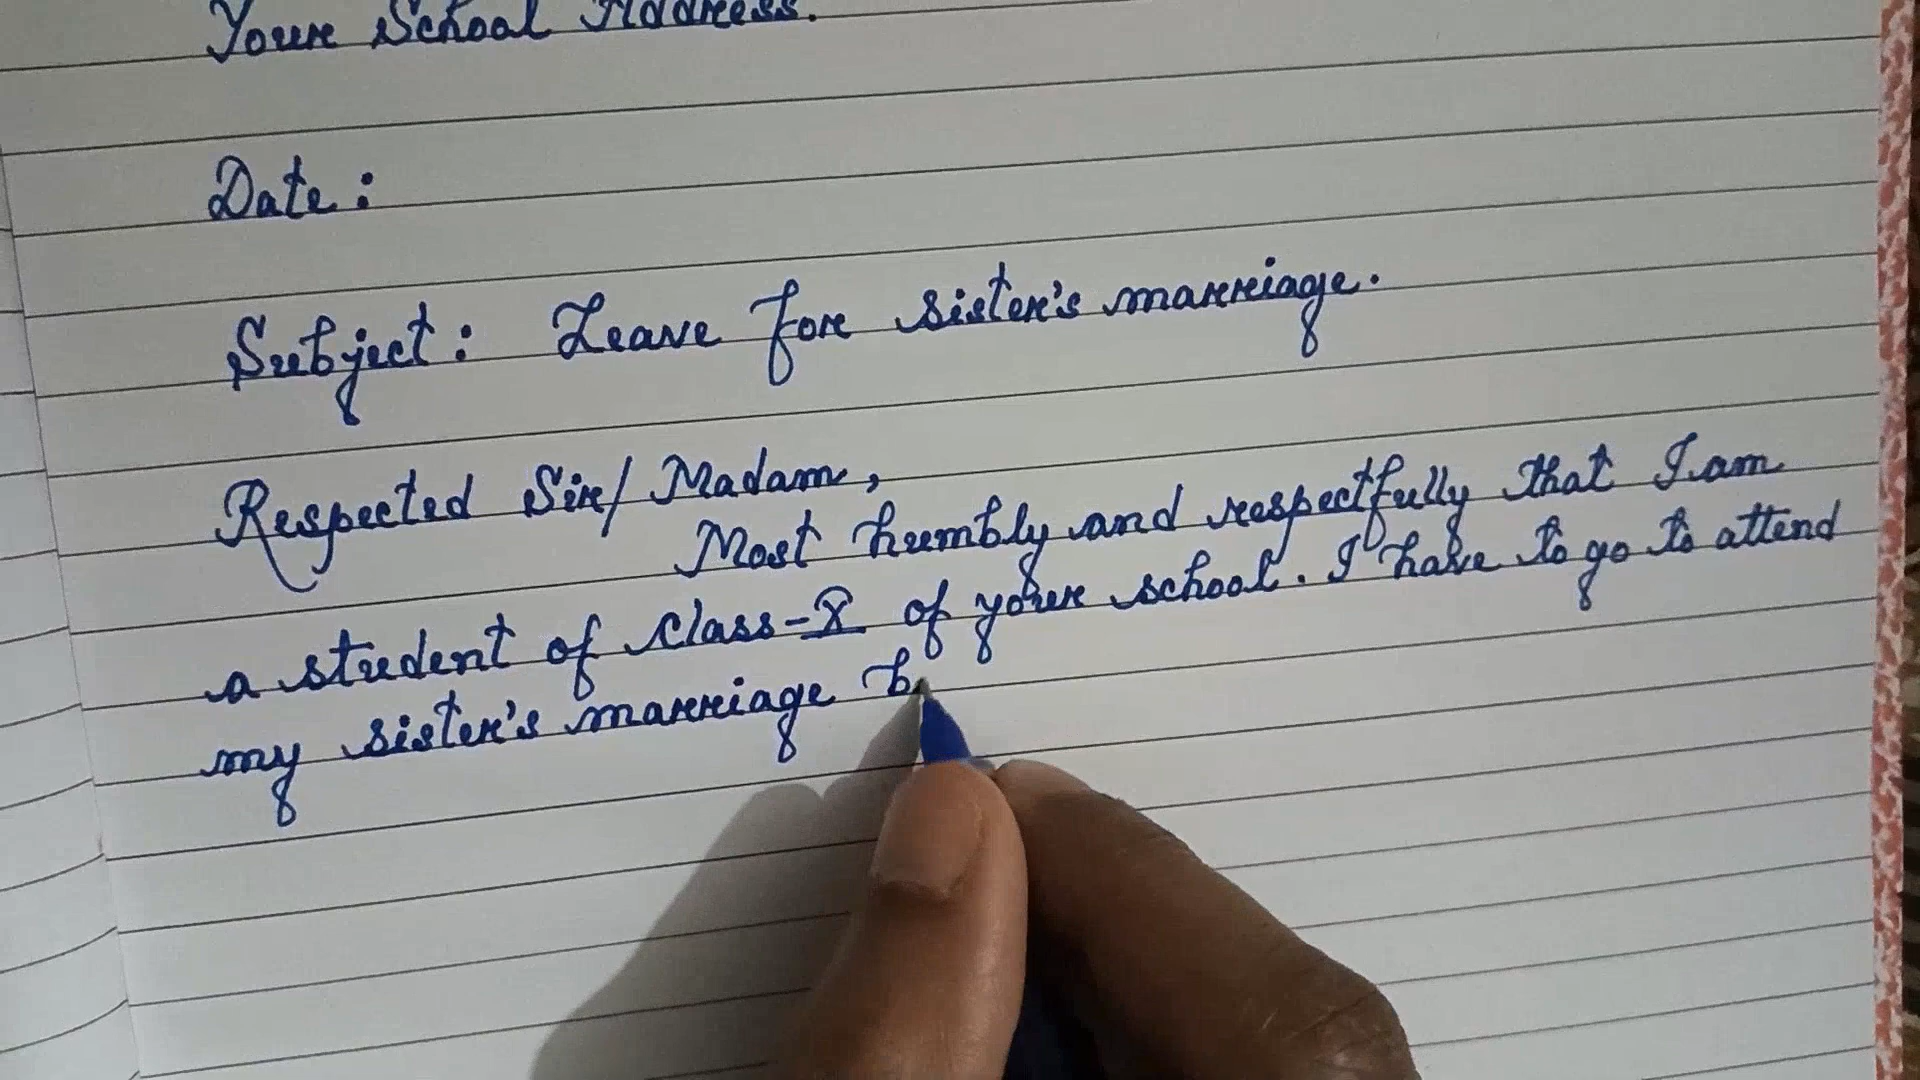 Your School Address.
Date:
Subject: Leave for sister's marriage.
Respected Sir/Madam,
Most humbly and respectfully that I am
a student of class-X of your school. I have to go to attend
my sister's marriage